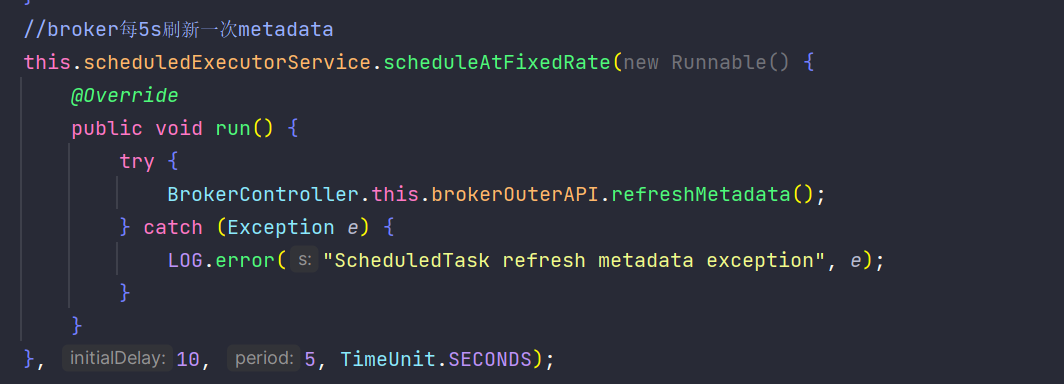 }
//broker每5s刷新一次metadata
this.scheduledExecutorService.scheduleAtFixedRate(new Runnable() {
@Override
public void run() {
try {
BrokerController.this.brokerOuterAPI.refreshMetadata();
} catch (Exception e) {
LOG.error( s: "ScheduledTask refresh metadata exception", e);
}
}
}, initialDelay: 10, period: 5, TimeUnit.SECONDS);